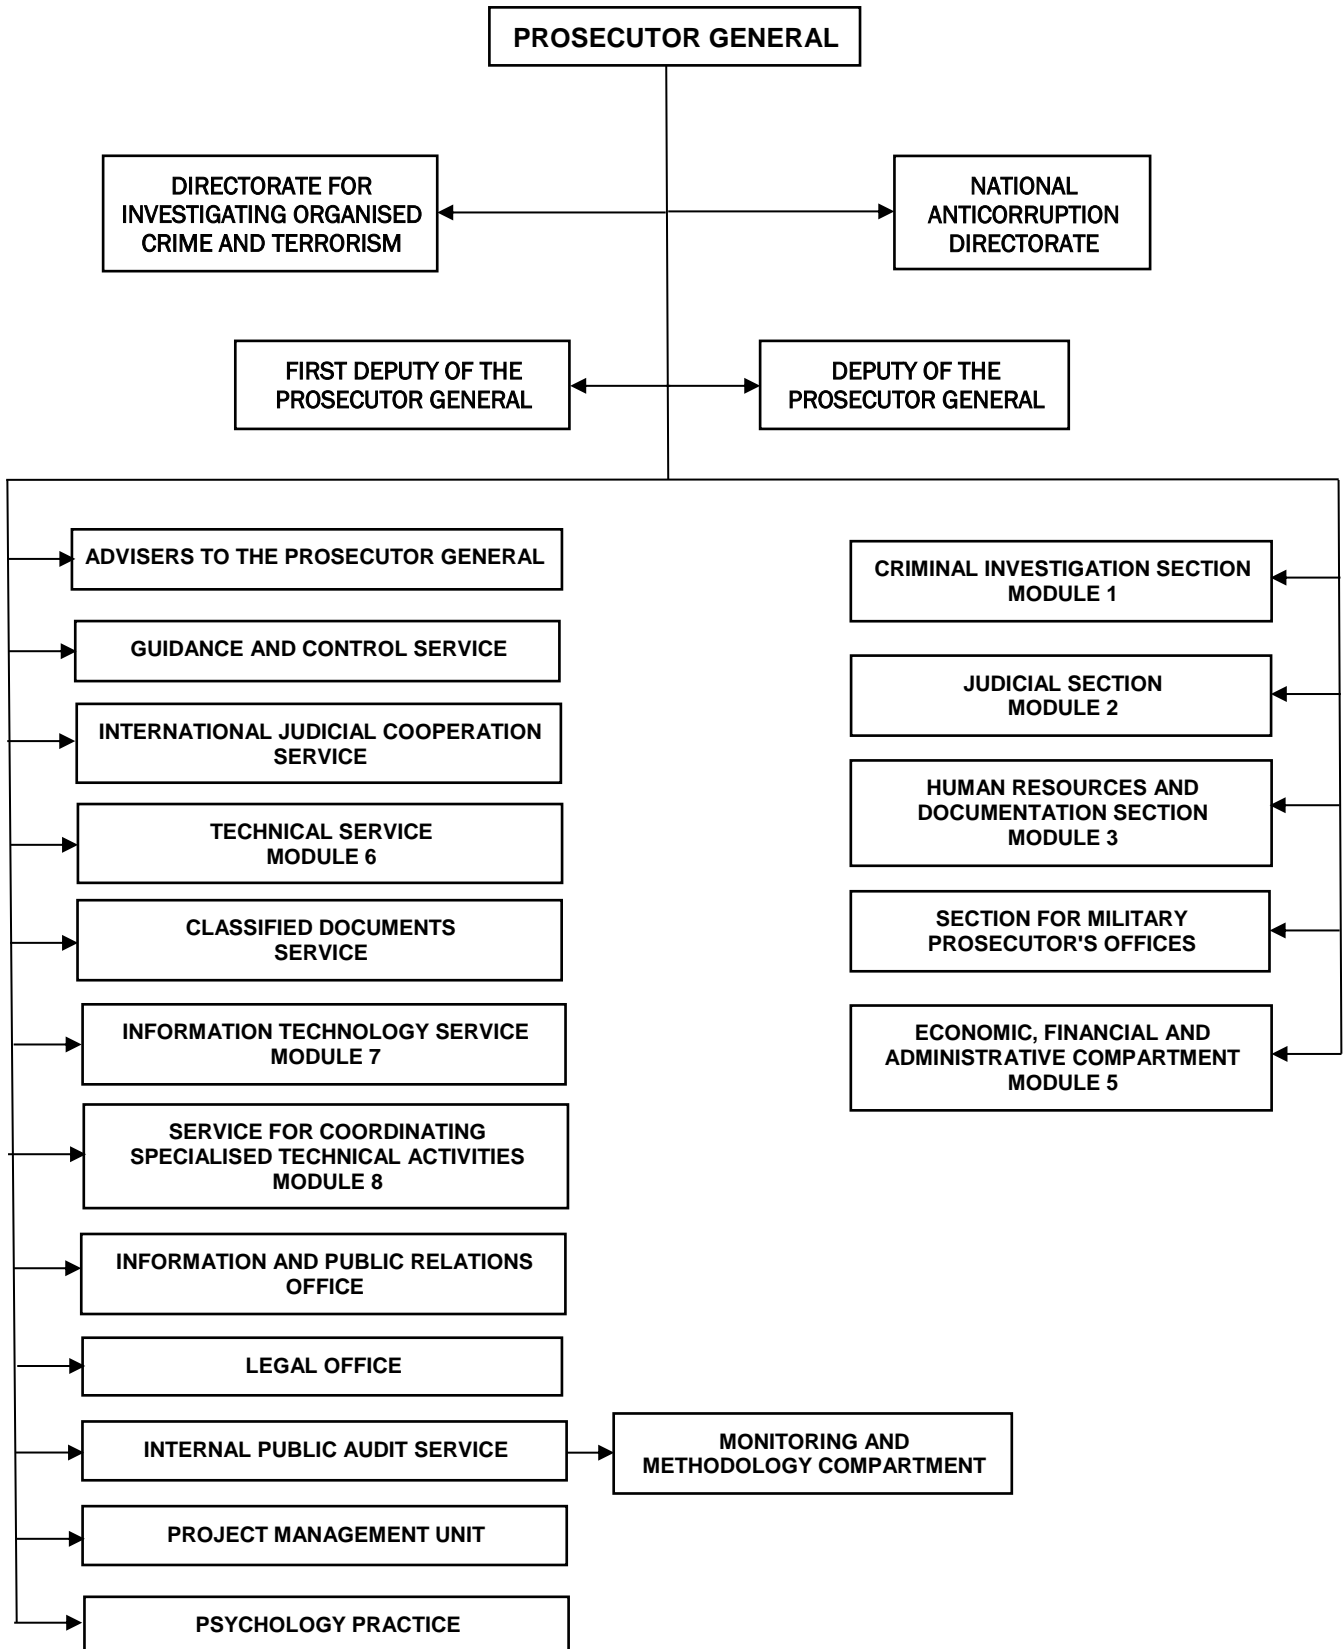 PROSECUTOR GENERAL
DIRECTORATE FOR
INVESTIGATING ORGANISED
CRIME AND TERRORISM
NATIONAL
ANTICORRUPTION
DIRECTORATE
FIRST DEPUTY OF THE
PROSECUTOR GENERAL
DEPUTY OF THE
PROSECUTOR GENERAL
ADVISERS TO THE PROSECUTOR GENERAL
GUIDANCE AND CONTROL SERVICE
INTERNATIONAL JUDICIAL COOPERATION
SERVICE
TECHNICAL SERVICE
MODULE 6
CLASSIFIED DOCUMENTS
SERVICE
INFORMATION TECHNOLOGY SERVICE
MODULE 7
SERVICE FOR COORDINATING
SPECIALISED TECHNICAL ACTIVITIES
MODULE 8
INFORMATION AND PUBLIC RELATIONS
OFFICE
LEGAL OFFICE
INTERNAL PUBLIC AUDIT SERVICE
MONITORING AND
METHODOLOGY COMPARTMENT
PROJECT MANAGEMENT UNIT
PSYCHOLOGY PRACTICE
CRIMINAL INVESTIGATION SECTION
MODULE 1
JUDICIAL SECTION
MODULE 2
HUMAN RESOURCES AND
DOCUMENTATION SECTION
MODULE 3
SECTION FOR MILITARY
PROSECUTOR'S OFFICES
ECONOMIC, FINANCIAL AND
ADMINISTRATIVE COMPARTMENT
MODULE 5